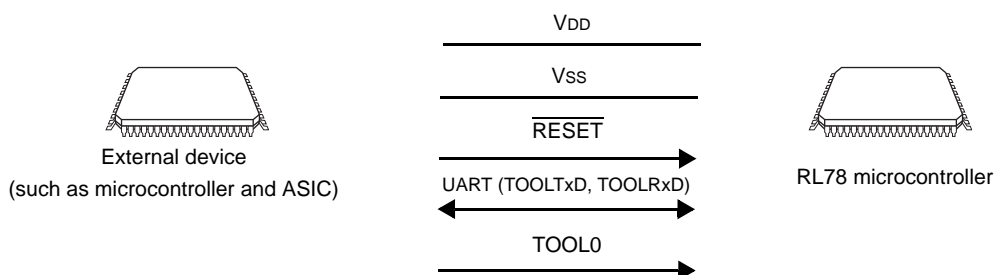 VDD
VSS
RESET
UART (TOOLTxD, TOOLRxD)
TOOL0
External device
(such as microcontroller and ASIC)
RL78 microcontroller